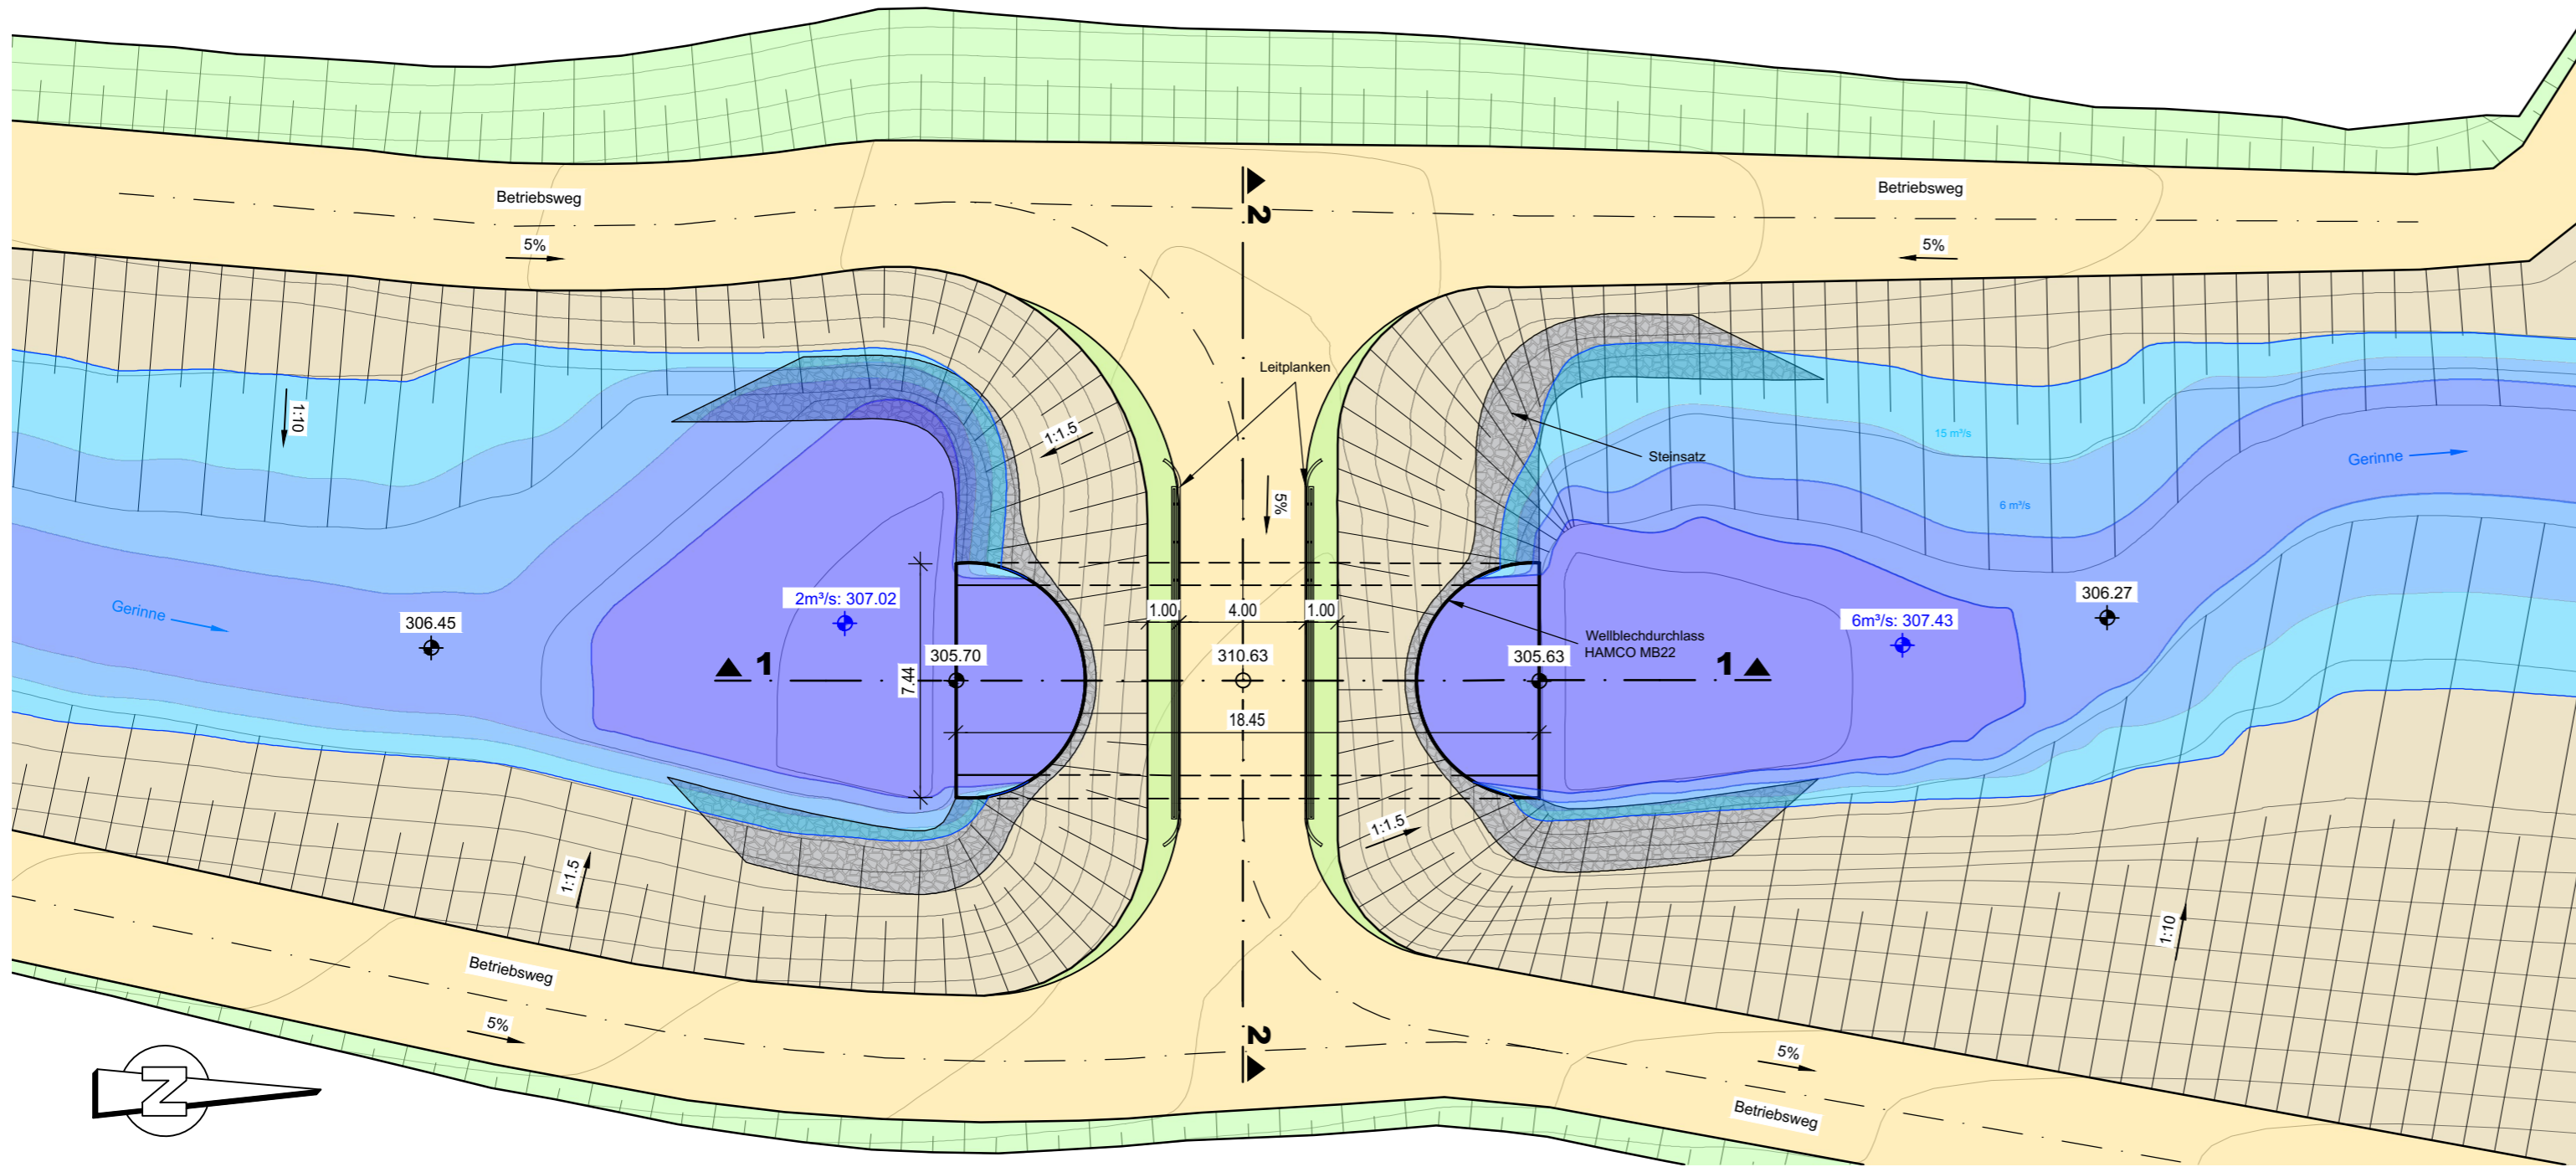 Betriebsweg
5%
2
Betriebsweg
5%
Leitplanken
1:10
1:1.5
5%
Steinsatz
15 m³/s
6 m³/s
Gerinne
Gerinne
306.45
2m³/s: 307.02
1
7.44
305.70
1.00
4.00
1.00
310.63
18.45
305.63
Wellblechdurchlass
HAMCO MB22
1
6m³/s: 307.43
306.27
1:1.5
1:1.5
1:10
Betriebsweg
5%
2
5%
Betriebsweg
N